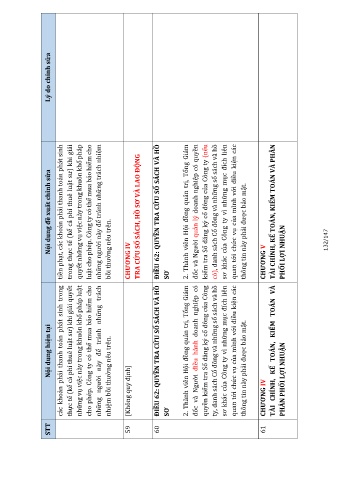 STT
Nội dung hiện tại
Nội dung đề xuất chỉnh sửa
Lý do chỉnh sửa
các khoản phải thanh toán phát sinh trong
thực tế (kể cả phí thuê luật sư) khi giải quyết
những vụ việc này trong khuôn khổ pháp luật
cho phép. Công ty có thể mua bảo hiểm cho
những người này để tránh những trách
nhiệm bồi thường nêu trên.
tiền phạt, các khoản phải thanh toán phát sinh
trong thực tế (kể cả phí thuê luật sư) khi giải
quyết những vụ việc này trong khuôn khổ pháp
luật cho phép. Công ty có thể mua bảo hiểm cho
những người này để tránh những trách nhiệm
bồi thường nêu trên.
59
[Không quy định]
CHƯƠNG IV
TRA CỨU SỔ SÁCH, HỒ SƠ VÀ LAO ĐỘNG
60
ĐIỀU 62: QUYỀN TRA CỨU SỔ SÁCH VÀ HỒ
SƠ
2. Thành viên Hội đồng quản trị, Tổng Giám
đốc và Người điều hành doanh nghiệp có
quyền kiểm tra Sổ đăng ký cổ đông của Công
ty, danh sách Cổ đông và những sổ sách và hồ
sơ khác của Công ty vì những mục đích liên
quan tới chức vụ của mình với điều kiện các
thông tin này phải được bảo mật.
ĐIỀU 62: QUYỀN TRA CỨU SỔ SÁCH VÀ HỒ
SƠ
2. Thành viên Hội đồng quản trị, Tổng Giám
đốc và Người quản lý doanh nghiệp có quyền
kiểm tra Sổ đăng ký cổ đông của Công ty (nếu
có), danh sách Cổ đông và những sổ sách và hồ
sơ khác của Công ty vì những mục đích liên
quan tới chức vụ của mình với điều kiện các
thông tin này phải được bảo mật.
61
CHƯƠNG IV
TÀI CHÍNH, KẾ TOÁN, KIỂM TOÁN VÀ
PHÂN PHỐI LỢI NHUẬN
CHƯƠNG V
TÀI CHÍNH, KẾ TOÁN, KIỂM TOÁN VÀ PHÂN
PHỐI LỢI NHUẬN
132/147